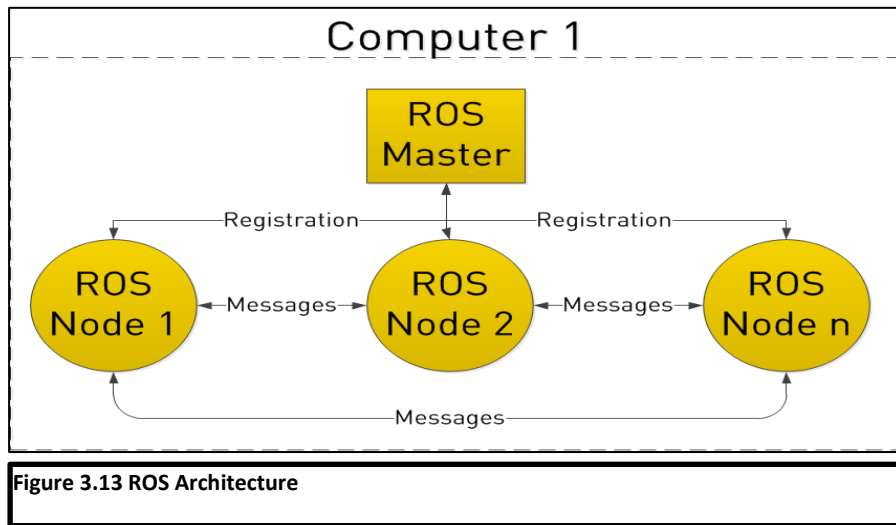 Computer 1
ROS
Master
Registration
Registration
ROS
Node 1
Messages
ROS
Node 2
Messages
ROS
Node n
Messages
Figure 3.13 ROS Architecture